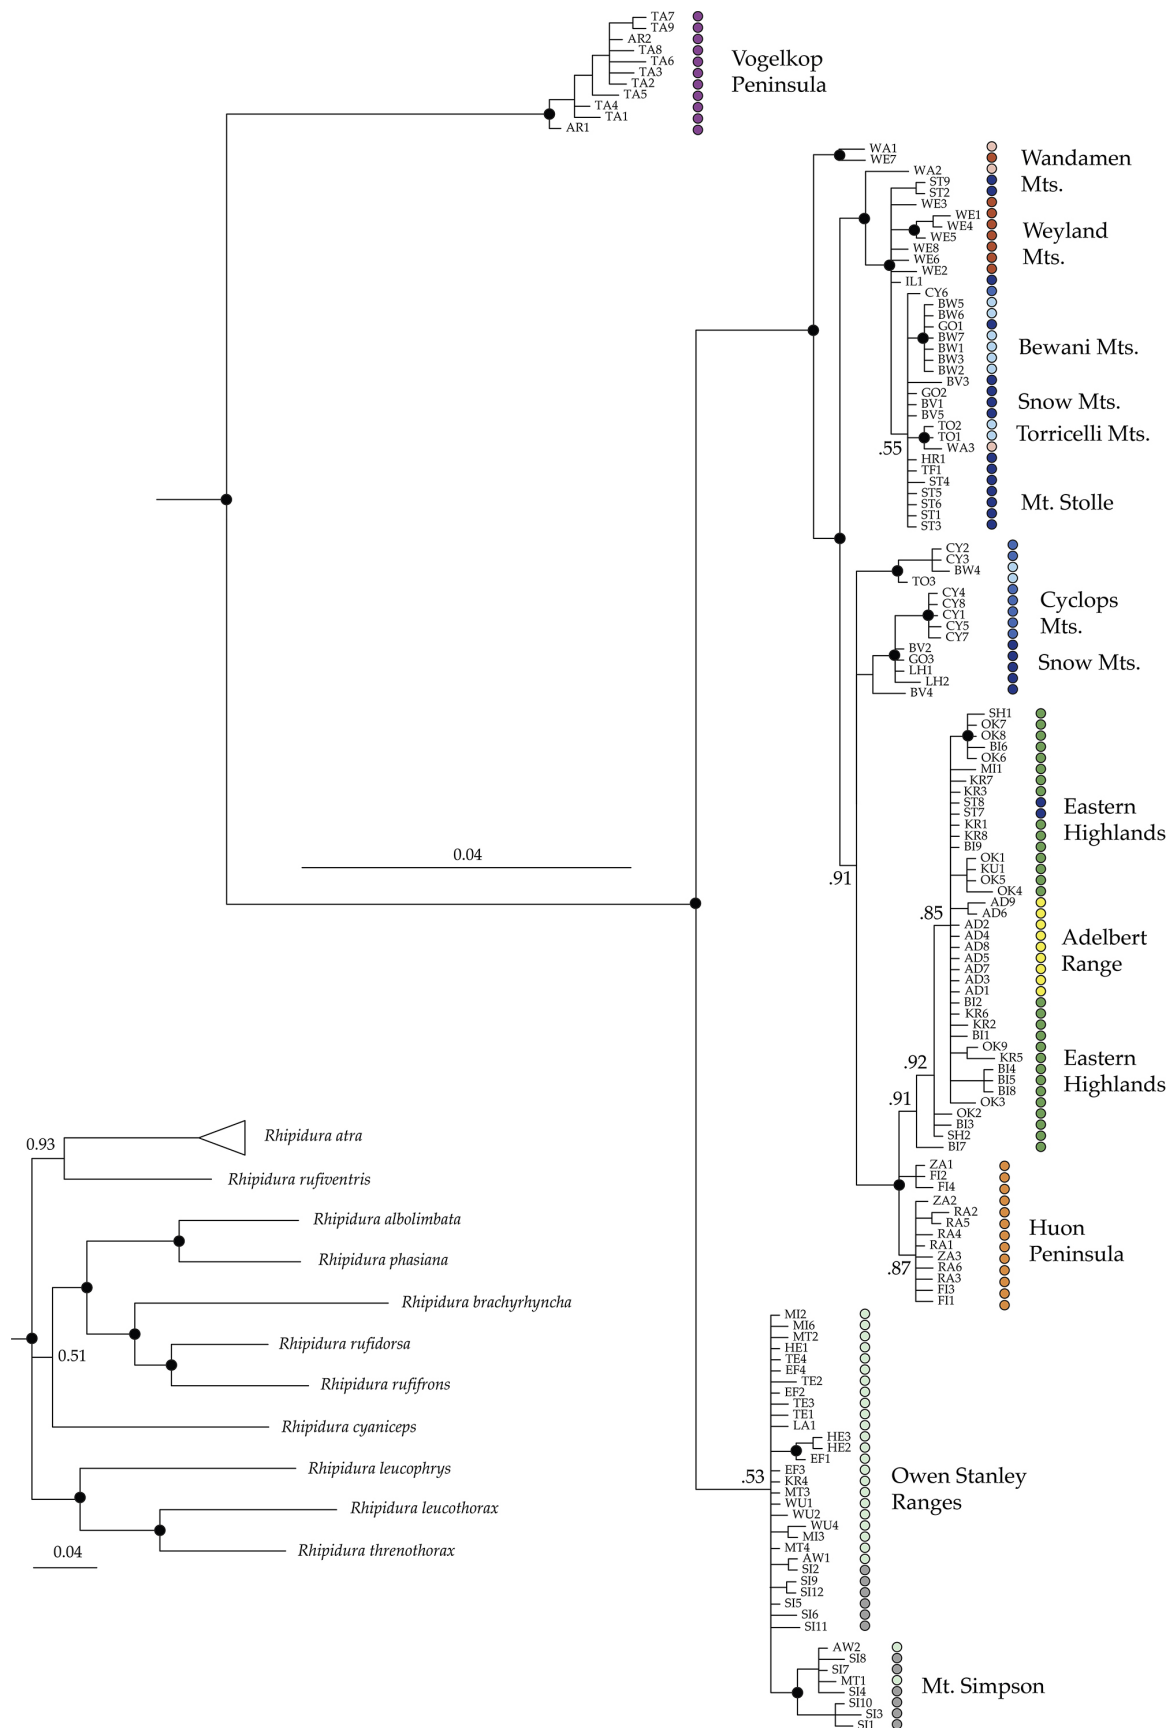 TA7
TA9
AR2
TA8
TA6
TA3
TA2
TA5
TA4
TA1
AR1
Vogelkop
Peninsula
WA1
WE7
WA2
ST9
ST2
WE3
WE1
WE4
WE5
WE8
WE6
WE2
IL1
CY6
BW5
BW6
GO1
BW7
BW1
BW3
BW2
BV3
GO2
BV1
BV5
TO2
TO1
WA3
.55
HR1
TF1
ST4
ST5
ST6
ST1
ST3
Wandamen
Mts.
Weyland
Mts.
Bewani Mts.
Snow Mts.
Torricelli Mts.
Mt. Stolle
CY2
CY3
BW4
TO3
CY4
CY8
CY1
CY5
CY7
BV2
GO3
LH1
LH2
BV4
Cyclops
Mts.
Snow Mts.
0.04
.91
SH1
OK7
OK8
BI6
OK6
MI1
KR7
KR3
ST8
ST7
KR1
KR8
BI9
OK1
KU1
OK5
OK4
AD9
.85
AD6
AD2
AD4
AD8
AD5
AD7
AD3
AD1
BI2
KR6
KR2
BI1
OK9
KR5
.92
BI4
BI5
BI8
.91
OK3
OK2
BI3
SH2
BI7
Eastern
Highlands
Adelbert
Range
Eastern
Highlands
ZA1
FI2
FI4
ZA2
RA2
RA5
RA4
RA1
ZA3
.87
RA6
RA3
FI3
FI1
Huon
Peninsula
MI2
MI6
MT2
HE1
TE4
EF4
TE2
EF2
TE3
TE1
LA1
HE3
HE2
EF1
.53
EF3
KR4
MT3
WU1
WU2
WU4
MI3
MT4
AW1
SI2
SI9
SI12
SI5
SI6
SI11
Owen Stanley
Ranges
AW2
SI8
SI7
MT1
SI4
SI10
SI3
SI1
Mt. Simpson
0.93
Rhipidura atra
Rhipidura rufiventris
Rhipidura albolimbata
Rhipidura phasiana
Rhipidura brachyrhyncha
Rhipidura rufidorsa
0.51
Rhipidura rufifrons
Rhipidura cyaniceps
Rhipidura leucophrys
Rhipidura leucothorax
Rhipidura threnothorax
0.04